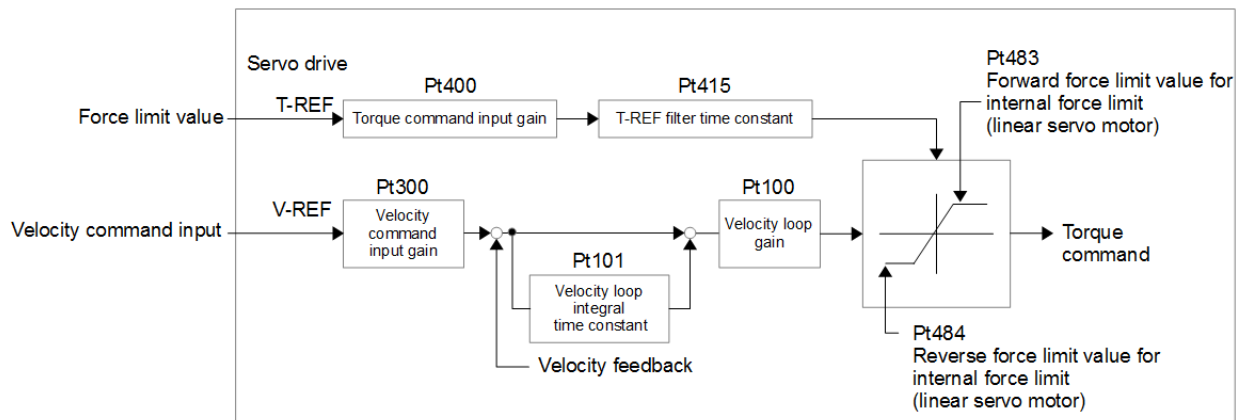 Servo drive
Force limit value
T-REF
Pt400
Torque command input gain
Pt415
T-REF filter time constant
Pt483
Forward force limit value for
internal force limit
(linear servo motor)
Velocity command input
V-REF
Pt300
Velocity
command
input gain
Pt101
Velocity loop
integral
time constant
Velocity feedback
Pt100
Velocity loop
gain
Torque
command
Pt484
Reverse force limit value for
internal force limit
(linear servo motor)